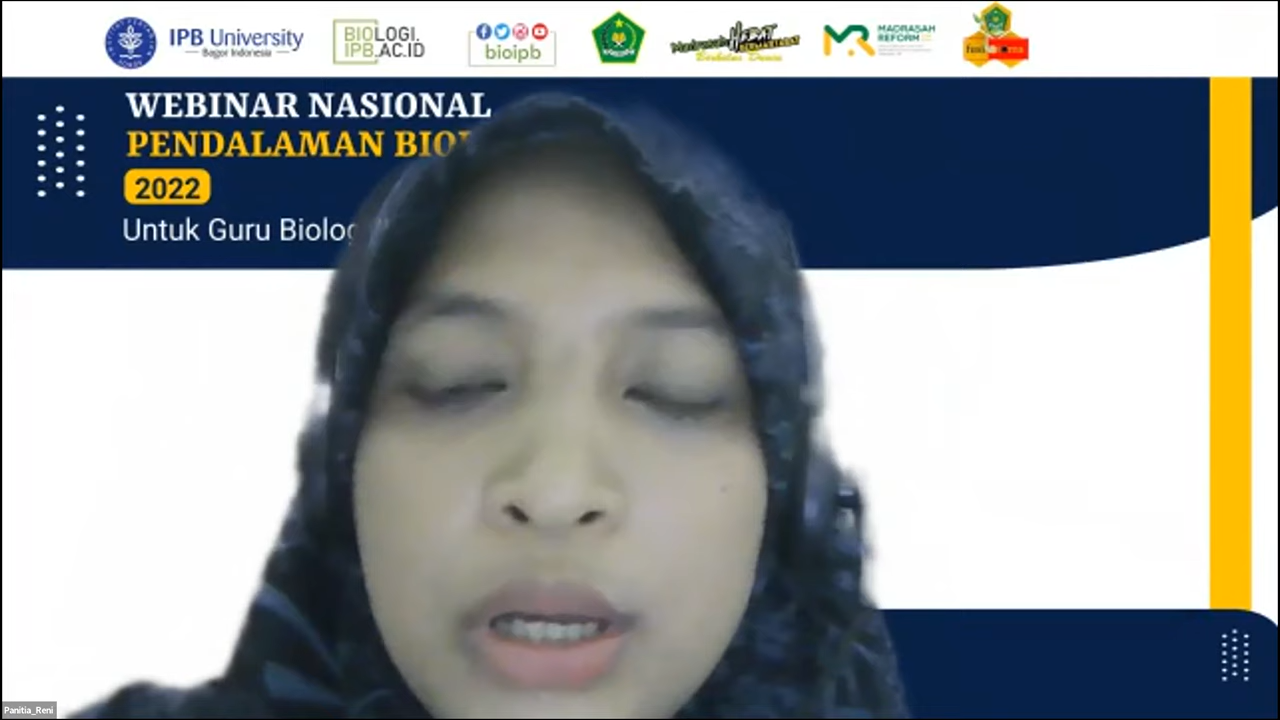 IPB University
Bogor Indonesia
BIOLOGI.
IPB.AC.ID
bioipb
MADRASAH
REFORM
WEBINAR NASIONAL
PENDALAMAN BIO
2022
Untuk Guru Biolog
Panitia_Reni